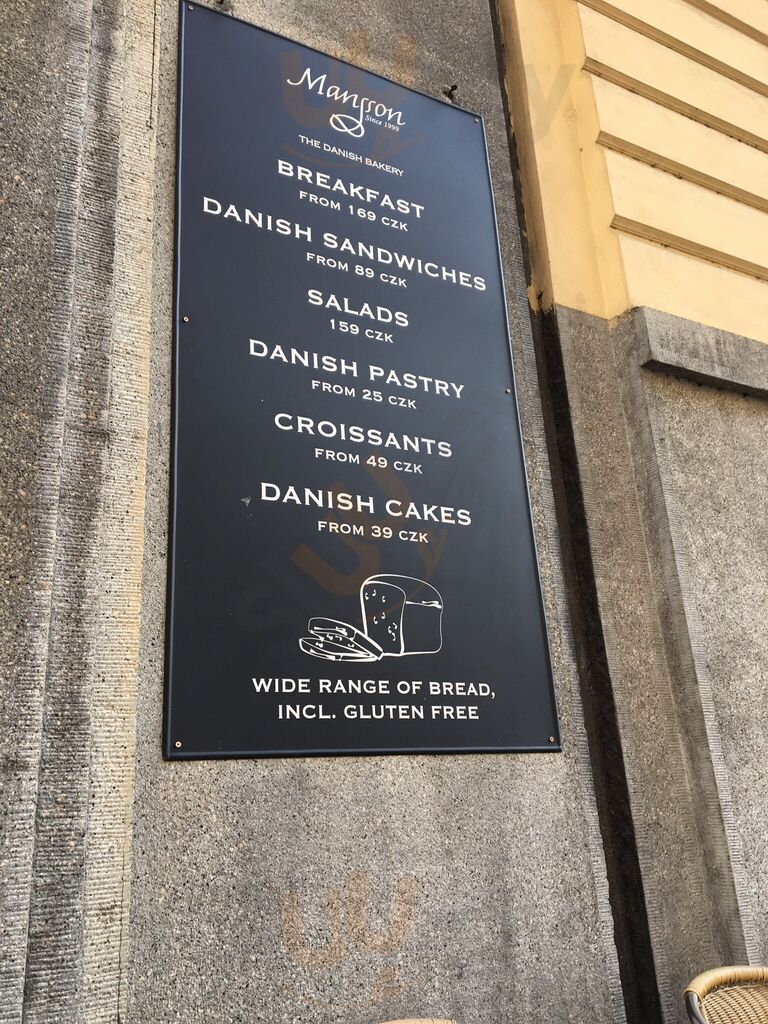 Mansson
Since 1999
THE DANISH BAKERY
BREAKFAST
FROM 169 CZK
DANISH SANDWICHES
FROM 89 CZK
SALADS
159 CZK
DANISH PASTRY
FROM 25 CZK
CROISSANTS
FROM 49 CZK
DANISH CAKES
FROM 39 CZK
WIDE RANGE OF BREAD,
INCL. GLUTEN FREE